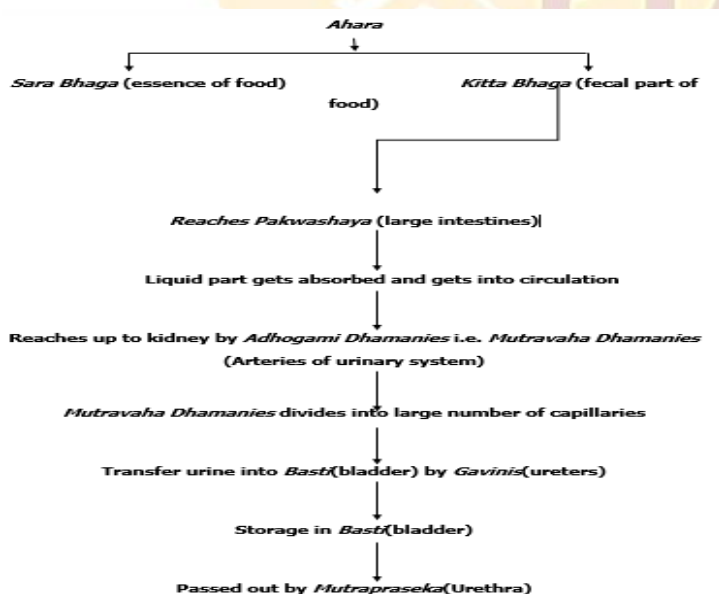 Ahara
Sara Bhaga (essence of food) Kitta Bhaga (fecal part of
food)
Reaches Pakwashaya (large intestines)
Liquid part gets absorbed and gets into circulation
Reaches up to kidney by Adhogami Dhamanies i.e. Mutravaha Dhamanies
(Arteries of urinary system)
Mutravaha Dhamanies divides into large number of capillaries
Transfer urine into Basti(bladder) by Gavinis(ureters)
Storage in Basti(bladder)
Passed out by Mutrapraseka(Urethra)